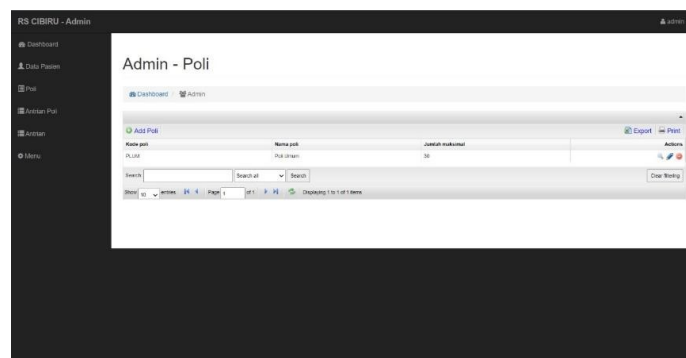 RS CIBIRU - Admin
admin
Dashboard
Data Pasien
Poli
Antrian Poli
Antrian
Menu
Admin - Poli
Dashboard / Admin
Add Poli
Export Print
Kode poli Nama poli Jumlah maksimal Actions
Poli Umum
Search Search all Search Clear filtering
Show 10 entries Page 1 of 1 Displaying 1 to 1 of 1 items